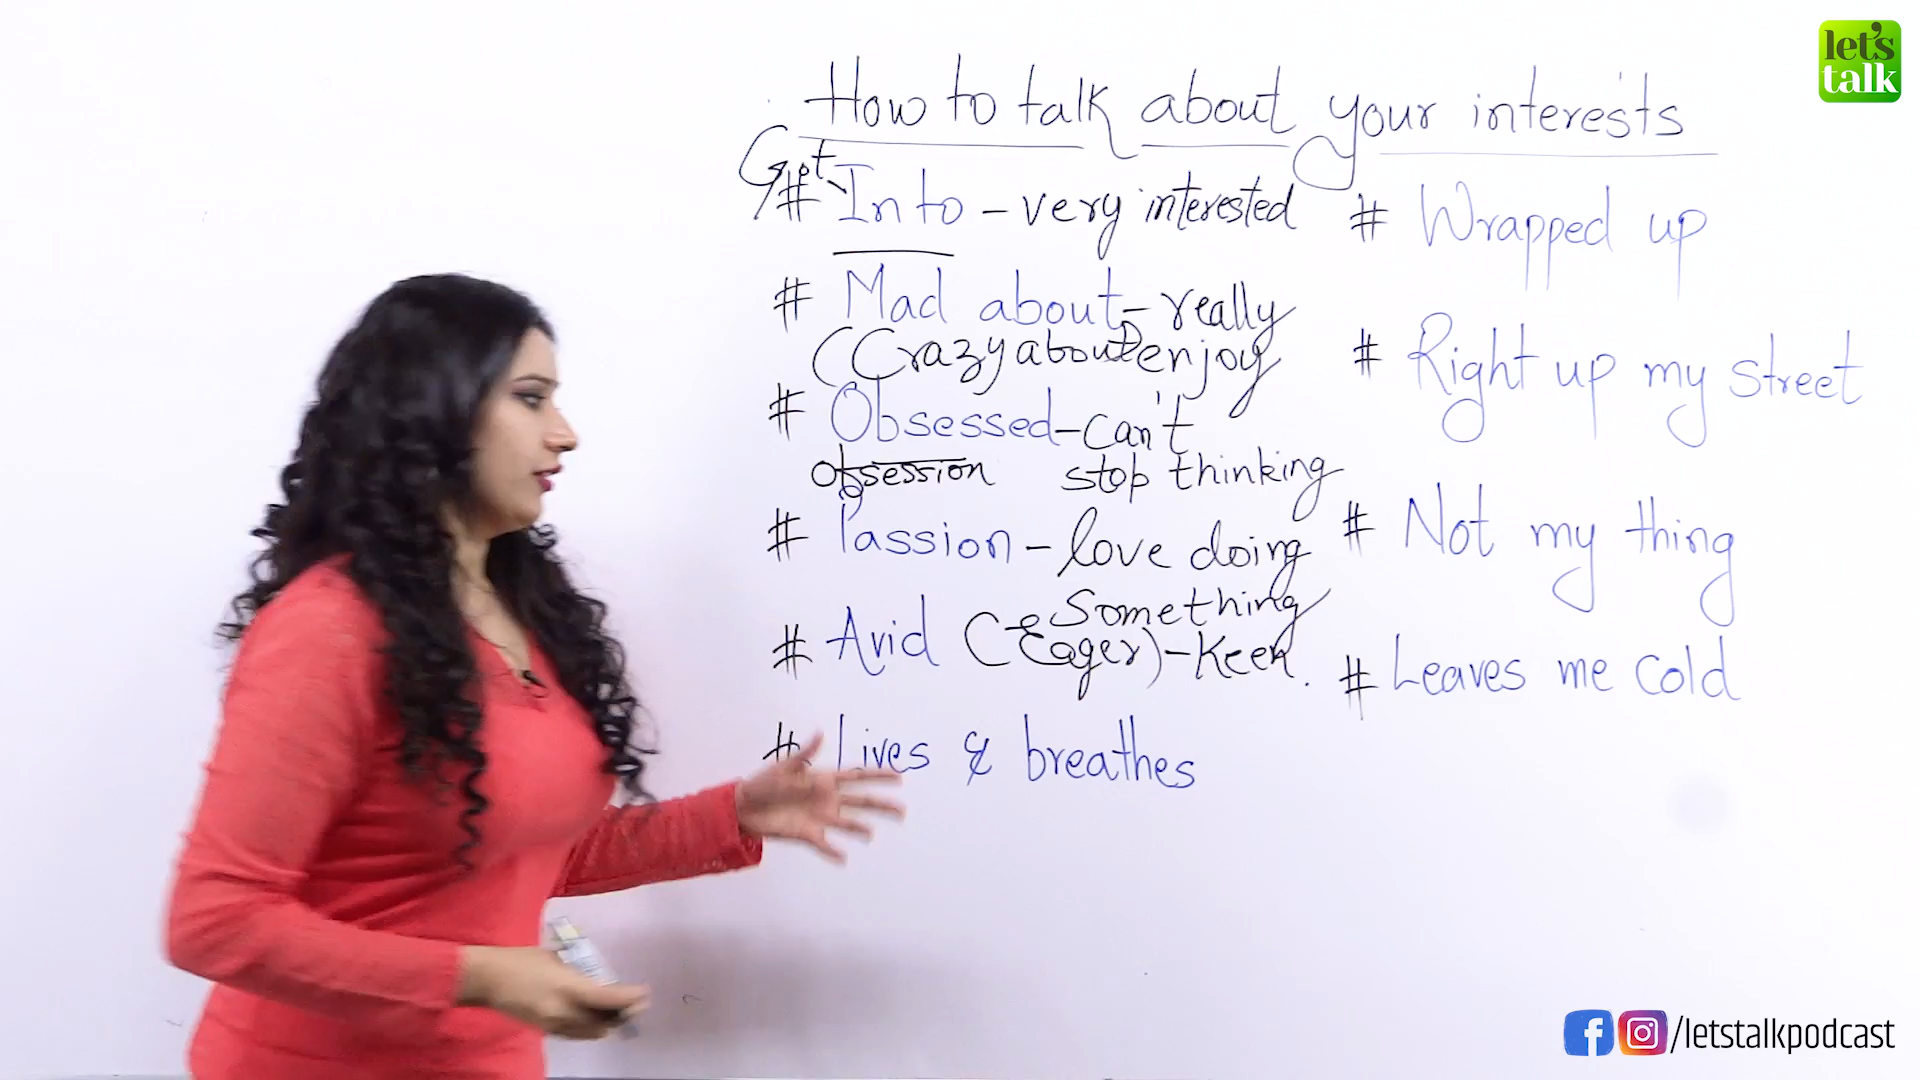 let's
talk
How to talk about your interests
Got
# Into - very interested
# Mad about - really
(Crazy about) enjoy
# Obsessed - can't
obsession stop thinking
# Passion - love doing
Something
# Avid (Eager) - Keen.
# Lives & breathes
# Wrapped up
# Right up my street
# Not my thing
# Leaves me cold
/letstalkpodcast